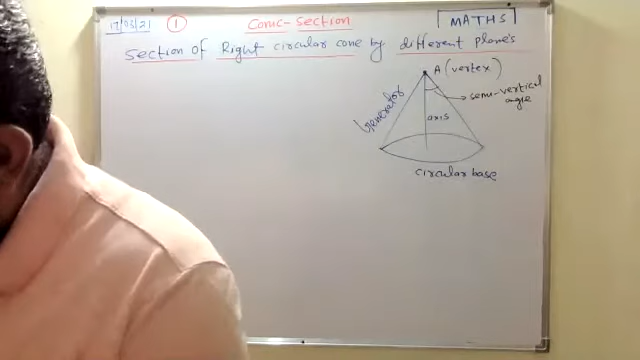 17/03/21 1 Conic-Section MATHS
Section of Right circular cone by different plane's
A (vertex)
Generator
semi-vertical angle
axis
circular base